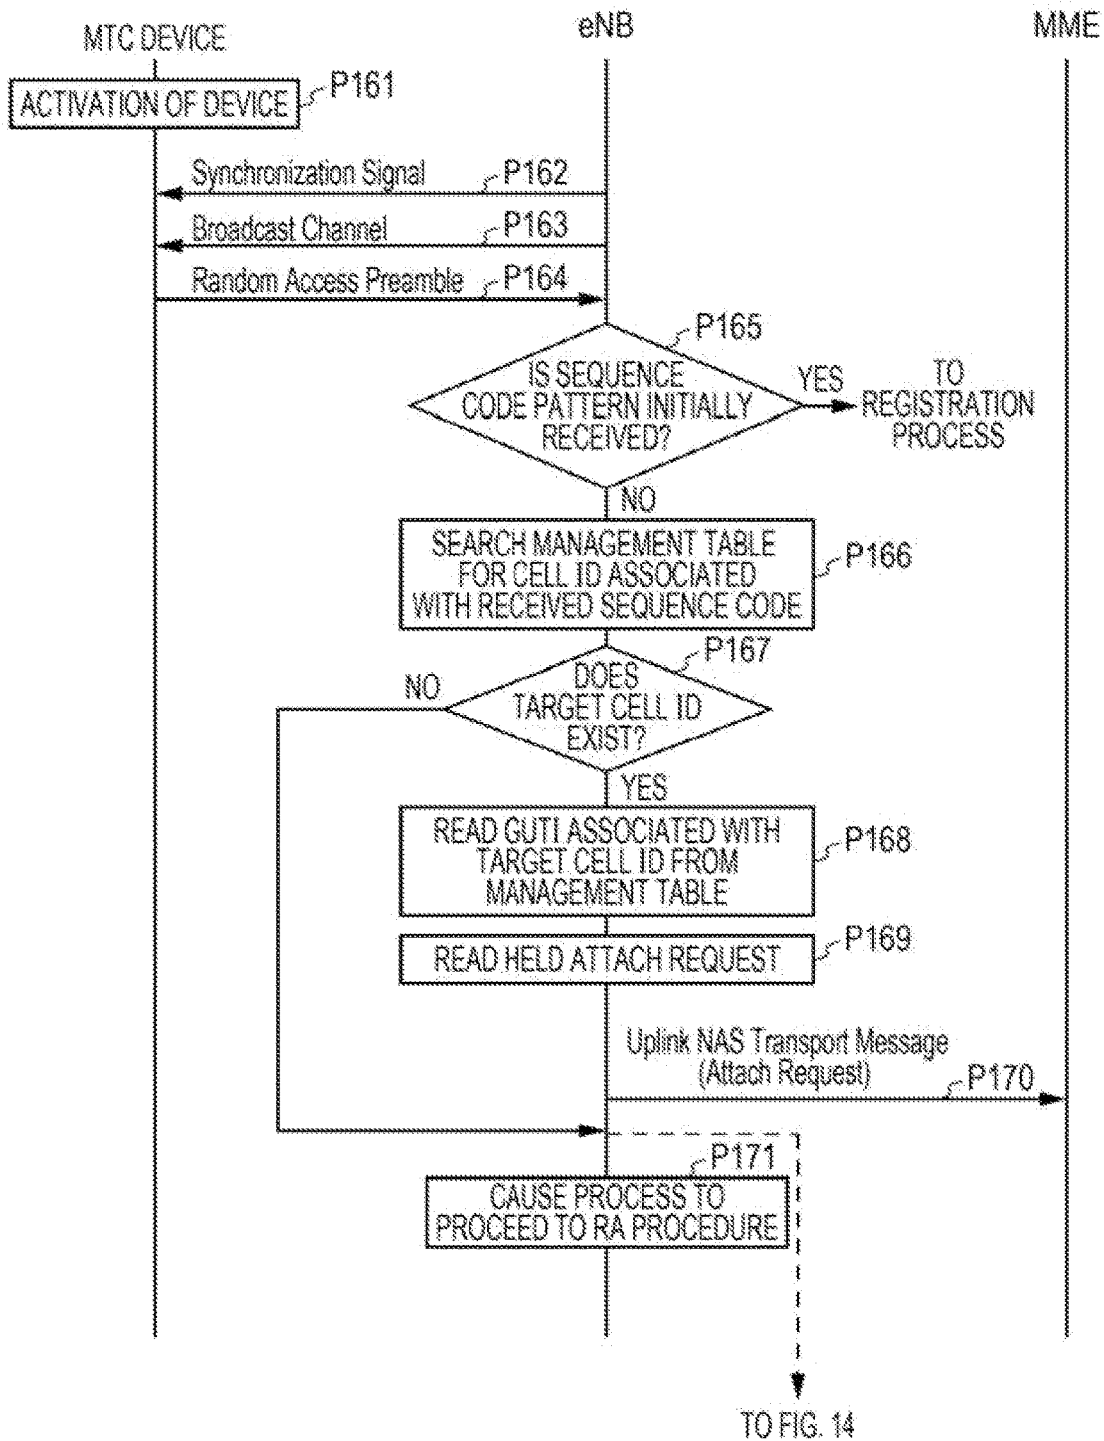 MTC DEVICE
eNB
MME
ACTIVATION OF DEVICE
P161
Synchronization Signal
P162
Broadcast Channel
P163
Random Access Preamble
P164
P165
IS SEQUENCE
CODE PATTERN INITIALLY
RECEIVED?
YES
TO
REGISTRATION
PROCESS
NO
SEARCH MANAGEMENT TABLE
FOR CELL ID ASSOCIATED
WITH RECEIVED SEQUENCE CODE
P166
P167
DOES
TARGET CELL ID
EXIST?
NO
YES
READ GUTI ASSOCIATED WITH
TARGET CELL ID FROM
MANAGEMENT TABLE
P168
READ HELD ATTACH REQUEST
P169
Uplink NAS Transport Message
(Attach Request)
P170
P171
CAUSE PROCESS TO
PROCEED TO RA PROCEDURE
TO FIG. 14